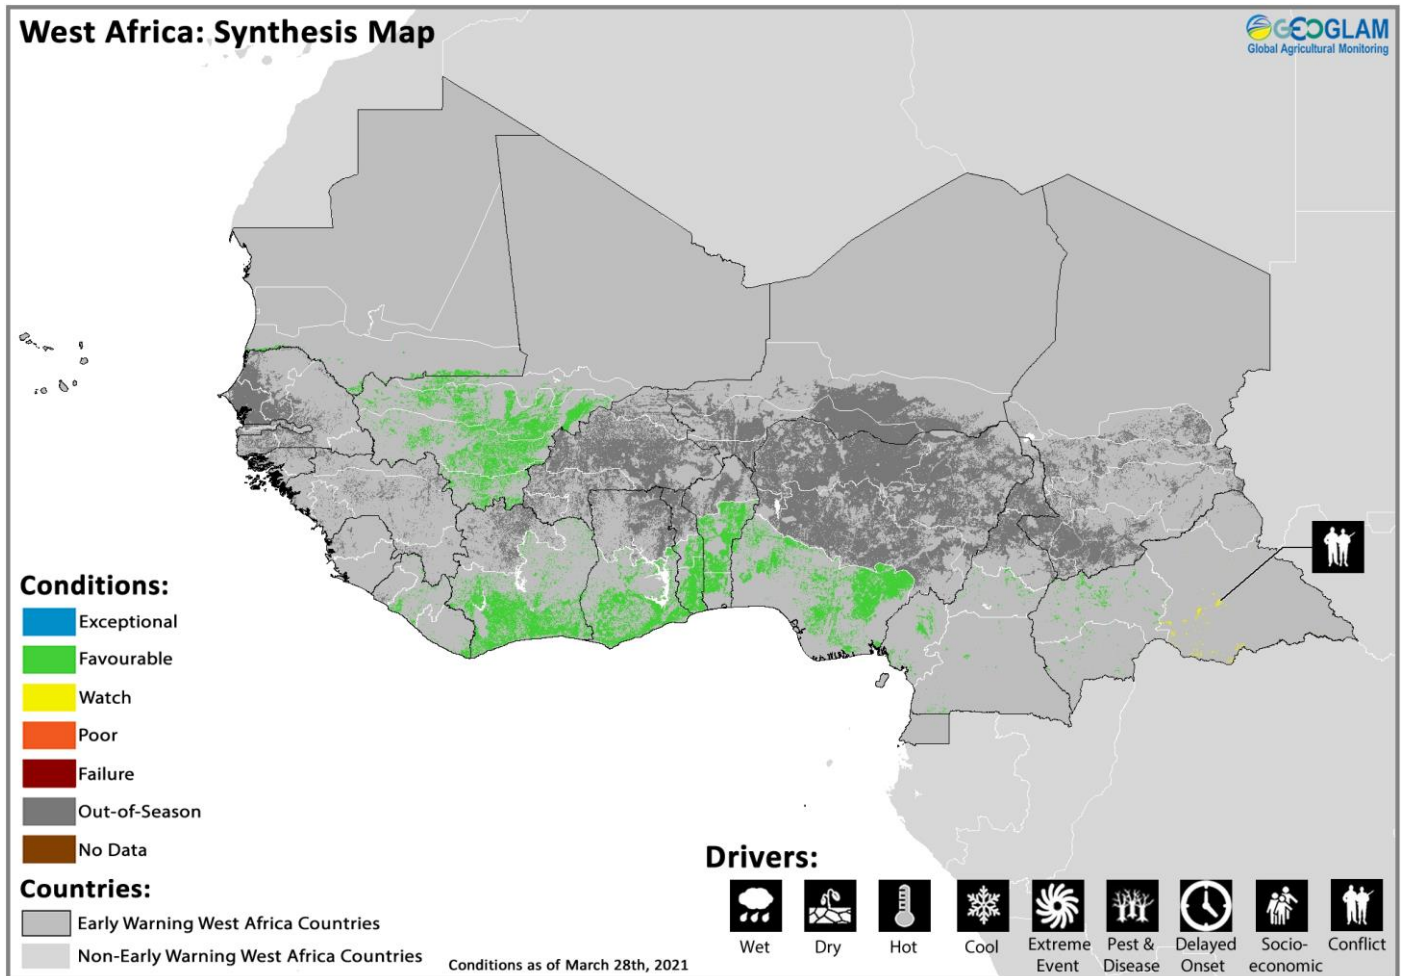 West Africa: Synthesis Map
GEOGLAM
Global Agricultural Monitoring
Conditions:
Exceptional
Favourable
Watch
Poor
Failure
Out-of-Season
No Data
Countries:
Early Warning West Africa Countries
Non-Early Warning West Africa Countries
Conditions as of March 28th, 2021
Drivers:
Wet
Dry
Hot
Cool
Extreme
Event
Pest &
Disease
Delayed
Onset
Socio-
economic
Conflict